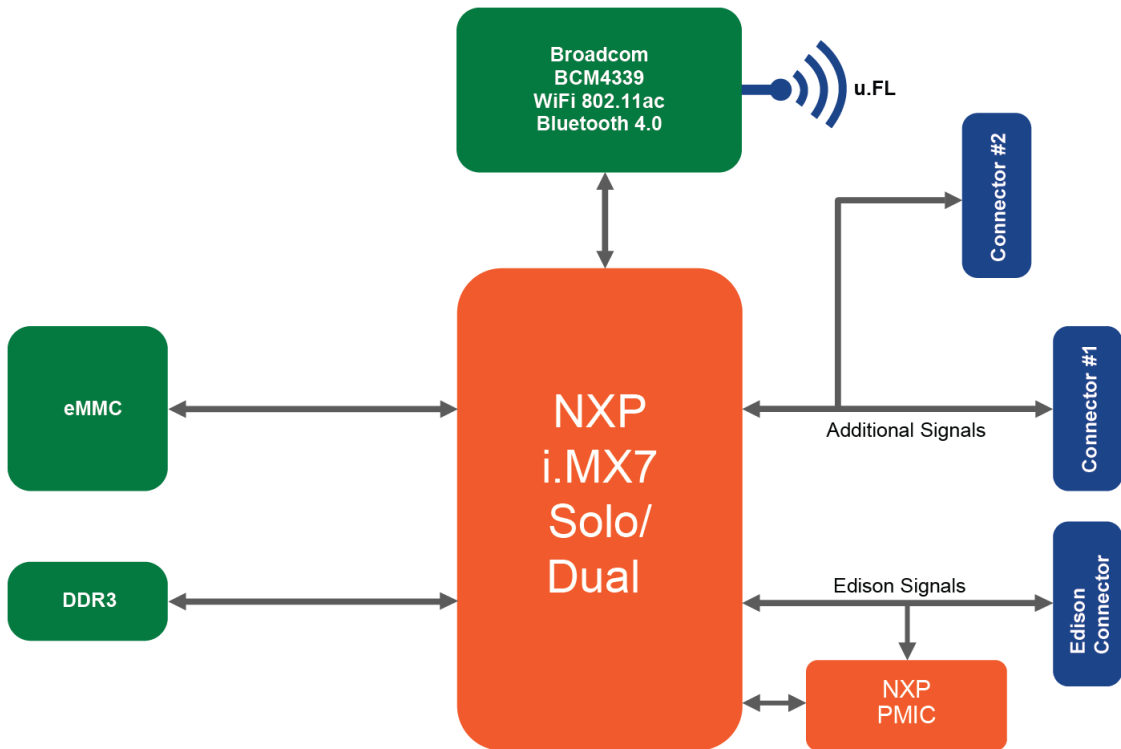 Broadcom
BCM4339
WiFi 802.11ac
Bluetooth 4.0
u.FL
Connector #2
eMMC
NXP
i.MX7
Solo/
Dual
Additional Signals
Connector #1
DDR3
Edison Signals
Edison
Connector
NXP
PMIC